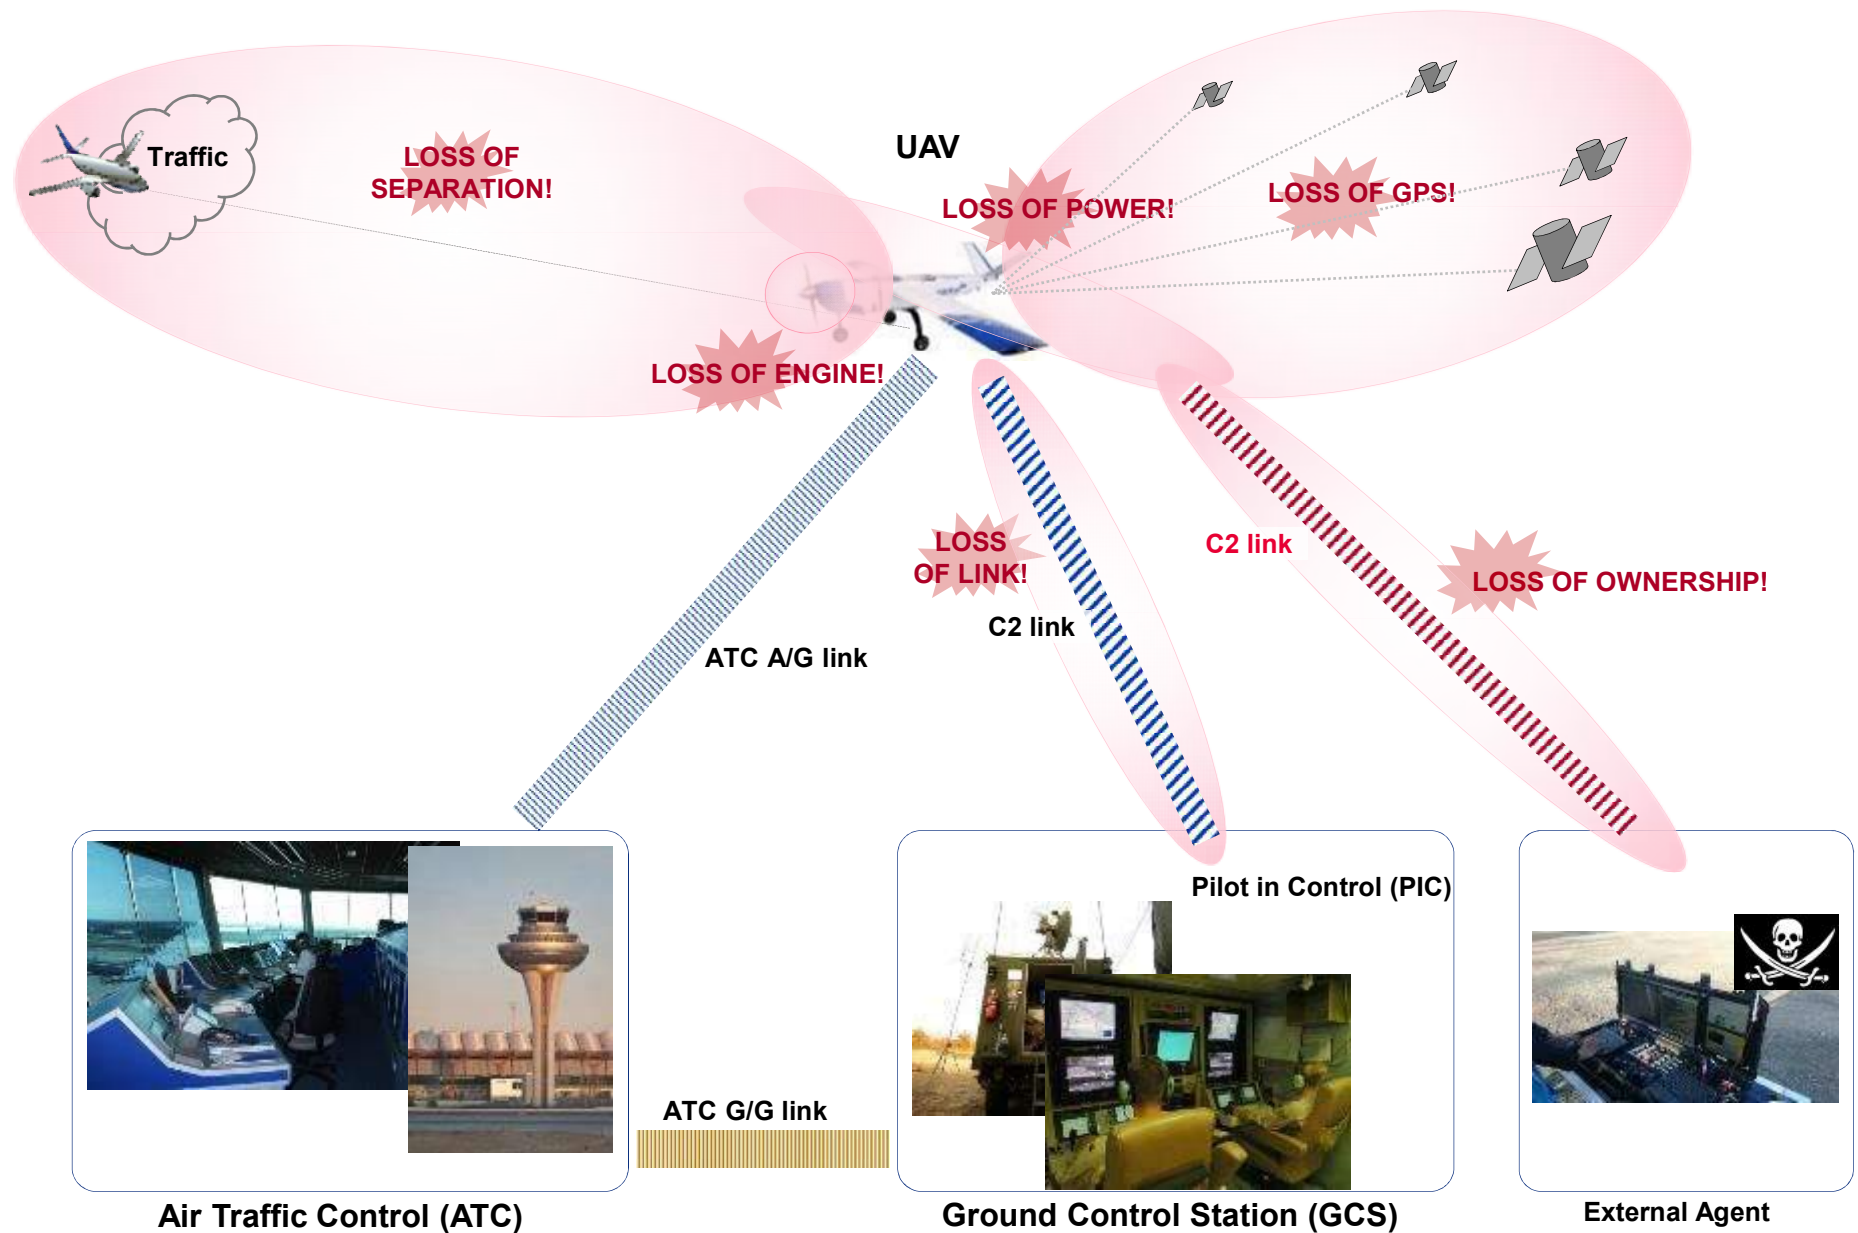 UAV
Traffic
LOSS OF
SEPARATION!
LOSS OF POWER!
LOSS OF GPS!
LOSS OF ENGINE!
LOSS
OF LINK!
C2 link
LOSS OF OWNERSHIP!
C2 link
ATC A/G link
Pilot in Control (PIC)
ATC G/G link
Air Traffic Control (ATC)
Ground Control Station (GCS)
External Agent